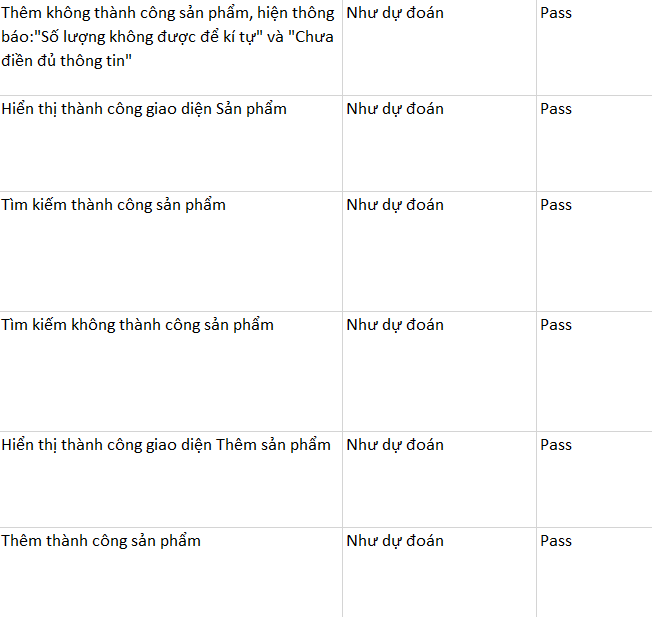 Thêm không thành công sản phẩm, hiện thông
báo:"Số lượng không được để kí tự" và "Chưa
điền đủ thông tin"
Như dự đoán
Pass
Hiển thị thành công giao diện Sản phẩm
Như dự đoán
Pass
Tìm kiếm thành công sản phẩm
Như dự đoán
Pass
Tìm kiếm không thành công sản phẩm
Như dự đoán
Pass
Hiển thị thành công giao diện Thêm sản phẩm
Như dự đoán
Pass
Thêm thành công sản phẩm
Như dự đoán
Pass